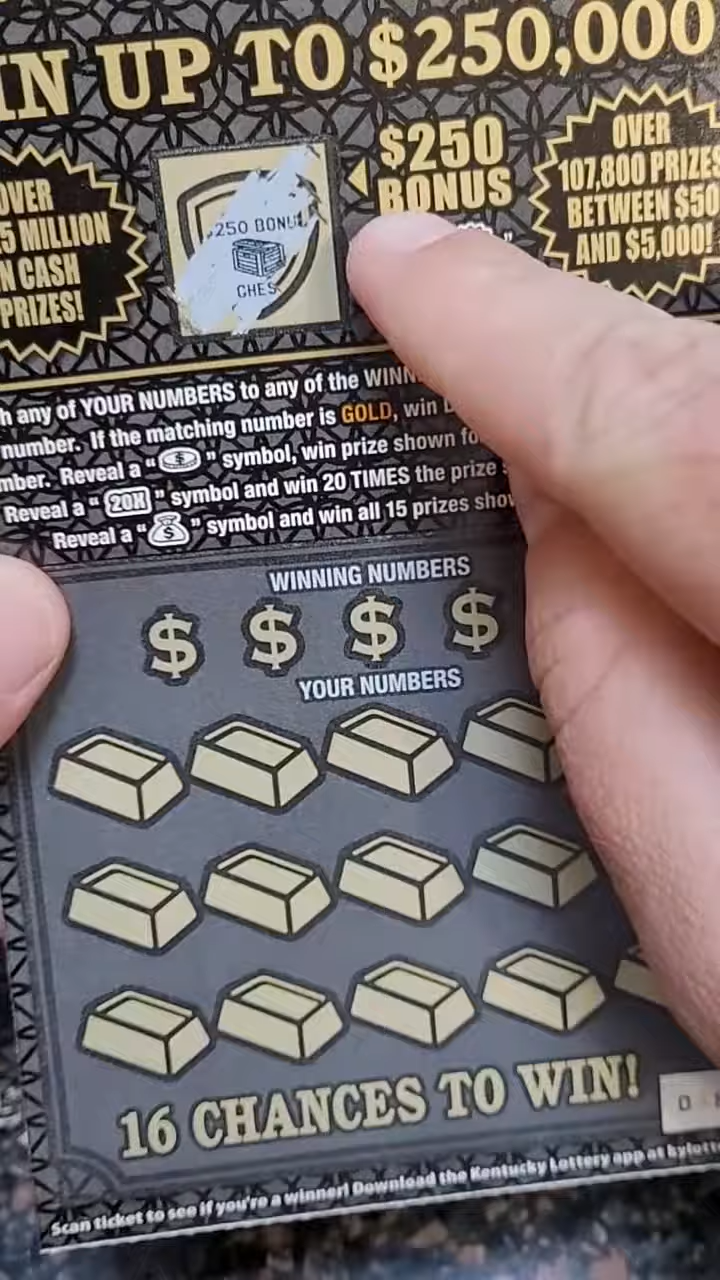 IN UP TO $250,000
OVER
5 MILLION
N CASH
PRIZES!
250 BONU
CHES
$250
BONUS
"
OVER
107,800 PRIZES
BETWEEN $50
AND $5,000!
h any of YOUR NUMBERS to any of the WINN
number. If the matching number is GOLD, win
mber. Reveal a " " symbol, win prize shown fo
Reveal a " 20X " symbol and win 20 TIMES the prize
Reveal a " $ " symbol and win all 15 prizes sho
WINNING NUMBERS
$ $ $ $
YOUR NUMBERS
16 CHANCES TO WIN!
0
Scan ticket to see if you're a winner! Download the Kentucky Lottery app at kylott